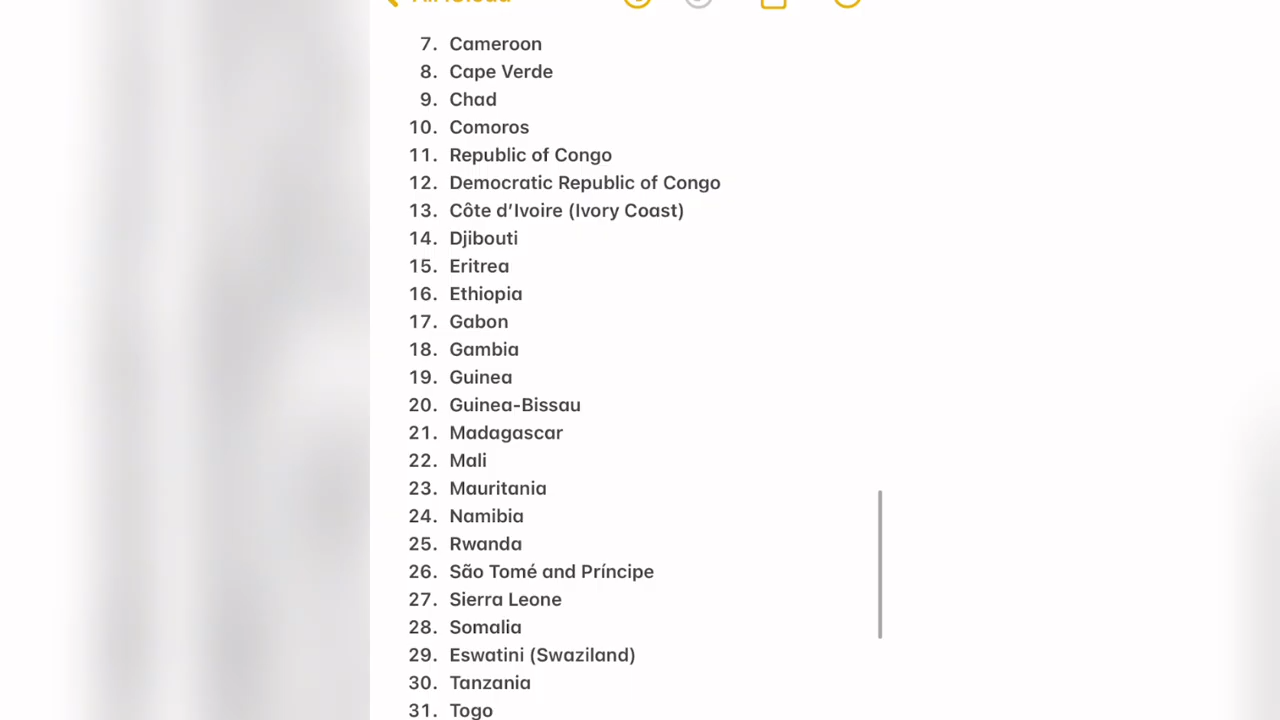 7. Cameroon
8. Cape Verde
9. Chad
10. Comoros
11. Republic of Congo
12. Democratic Republic of Congo
13. Côte d’Ivoire (Ivory Coast)
14. Djibouti
15. Eritrea
16. Ethiopia
17. Gabon
18. Gambia
19. Guinea
20. Guinea-Bissau
21. Madagascar
22. Mali
23. Mauritania
24. Namibia
25. Rwanda
26. São Tomé and Príncipe
27. Sierra Leone
28. Somalia
29. Eswatini (Swaziland)
30. Tanzania
31. Togo